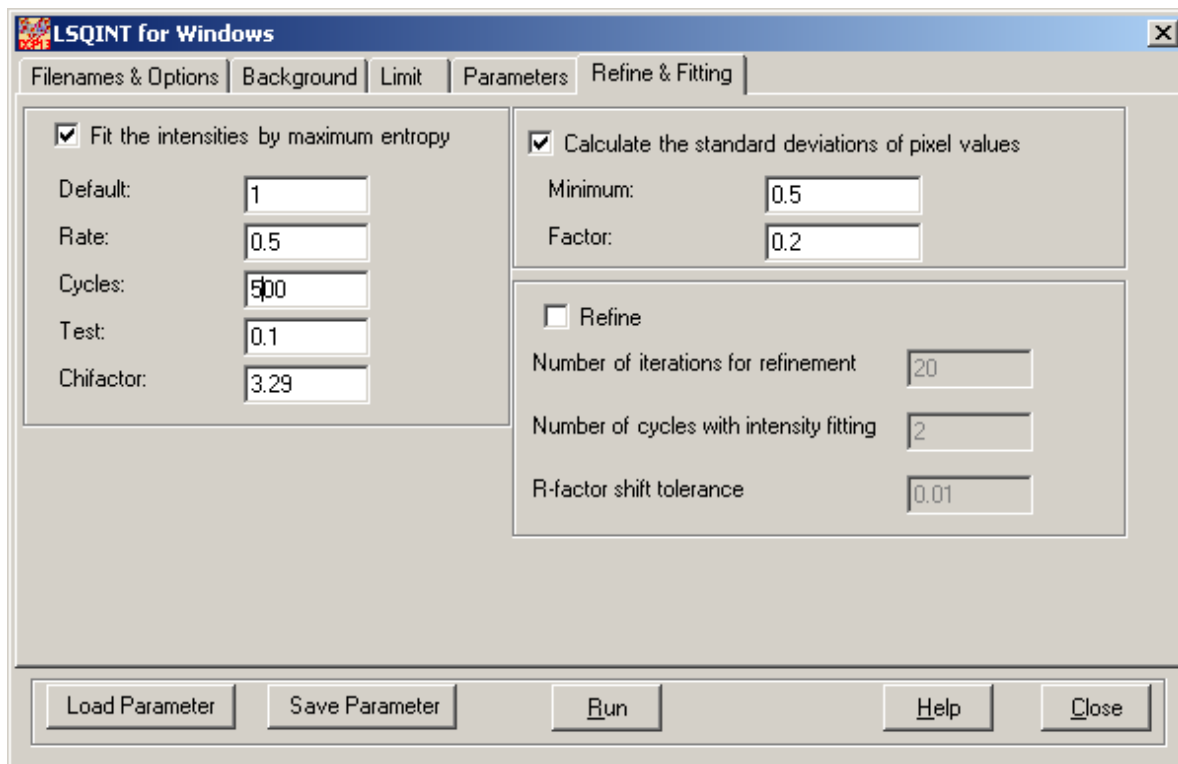 LSQINT for Windows
Filenames & Options Background Limit Parameters Refine & Fitting
Fit the intensities by maximum entropy
Default: 1
Rate: 0.5
Cycles: 500
Test: 0.1
Chifactor: 3.29
Calculate the standard deviations of pixel values
Minimum: 0.5
Factor: 0.2
Refine
Number of iterations for refinement 20
Number of cycles with intensity fitting 2
R-factor shift tolerance 0.01
Load Parameter Save Parameter Run Help Close